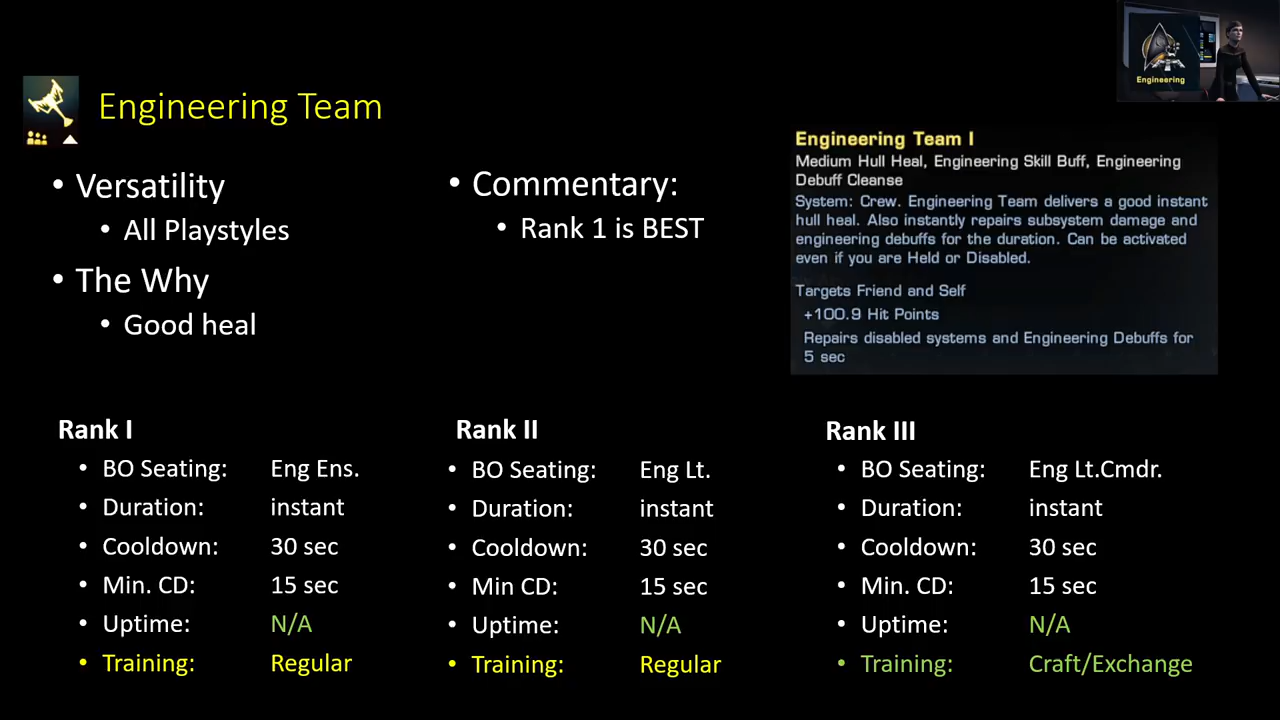 Engineering
Engineering Team
• Versatility
• All Playstyles
• The Why
• Good heal
• Commentary:
• Rank 1 is BEST
Engineering Team I
Medium Hull Heal, Engineering Skill Buff, Engineering
Debuff Cleanse
System: Crew. Engineering Team delivers a good instant
hull heal. Also instantly repairs subsystem damage and
engineering debuffs for the duration. Can be activated
even if you are Held or Disabled.
Targets Friend and Self
+100.9 Hit Points
Repairs disabled systems and Engineering Debuffs for
5 sec
Rank I
• BO Seating: Eng Ens.
• Duration: instant
• Cooldown: 30 sec
• Min. CD: 15 sec
• Uptime: N/A
• Training: Regular
Rank II
• BO Seating: Eng Lt.
• Duration: instant
• Cooldown: 30 sec
• Min CD: 15 sec
• Uptime: N/A
• Training: Regular
Rank III
• BO Seating: Eng Lt.Cmdr.
• Duration: instant
• Cooldown: 30 sec
• Min. CD: 15 sec
• Uptime: N/A
• Training: Craft/Exchange